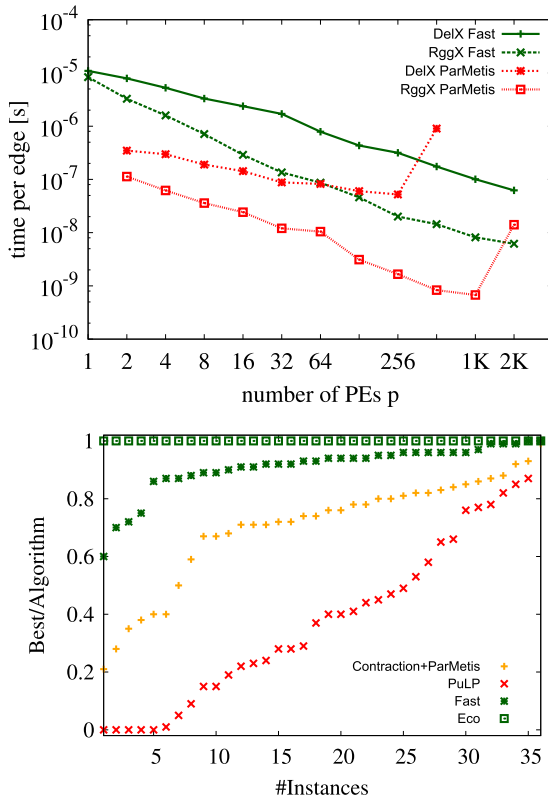 10^-4
10^-5
10^-6
10^-7
10^-8
10^-9
10^-10
time per edge [s]
DelX Fast
RggX Fast
DelX ParMetis
RggX ParMetis
1 2 4 8 16 32 64 256 1K 2K
number of PEs p
1
0.8
0.6
0.4
0.2
0
Best/Algorithm
Contraction+ParMetis
PuLP
Fast
Eco
5 10 15 20 25 30 35
#Instances